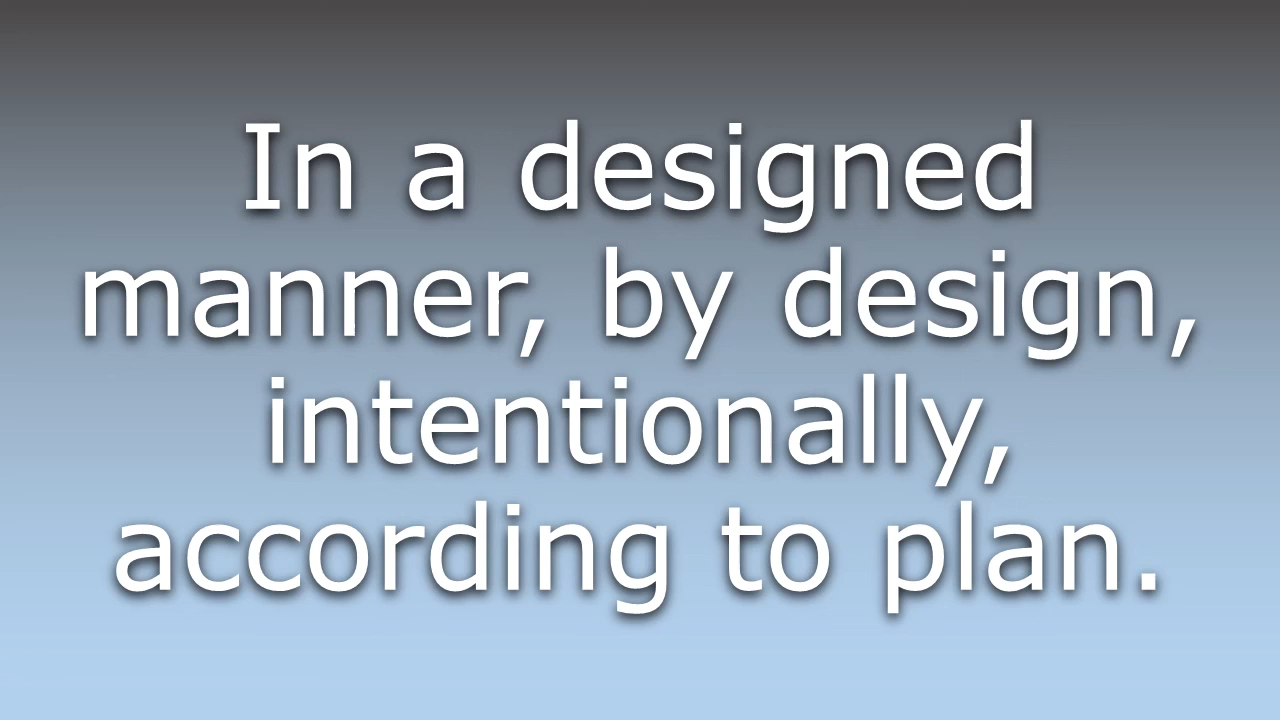 In a designed
manner, by design,
intentionally,
according to plan.